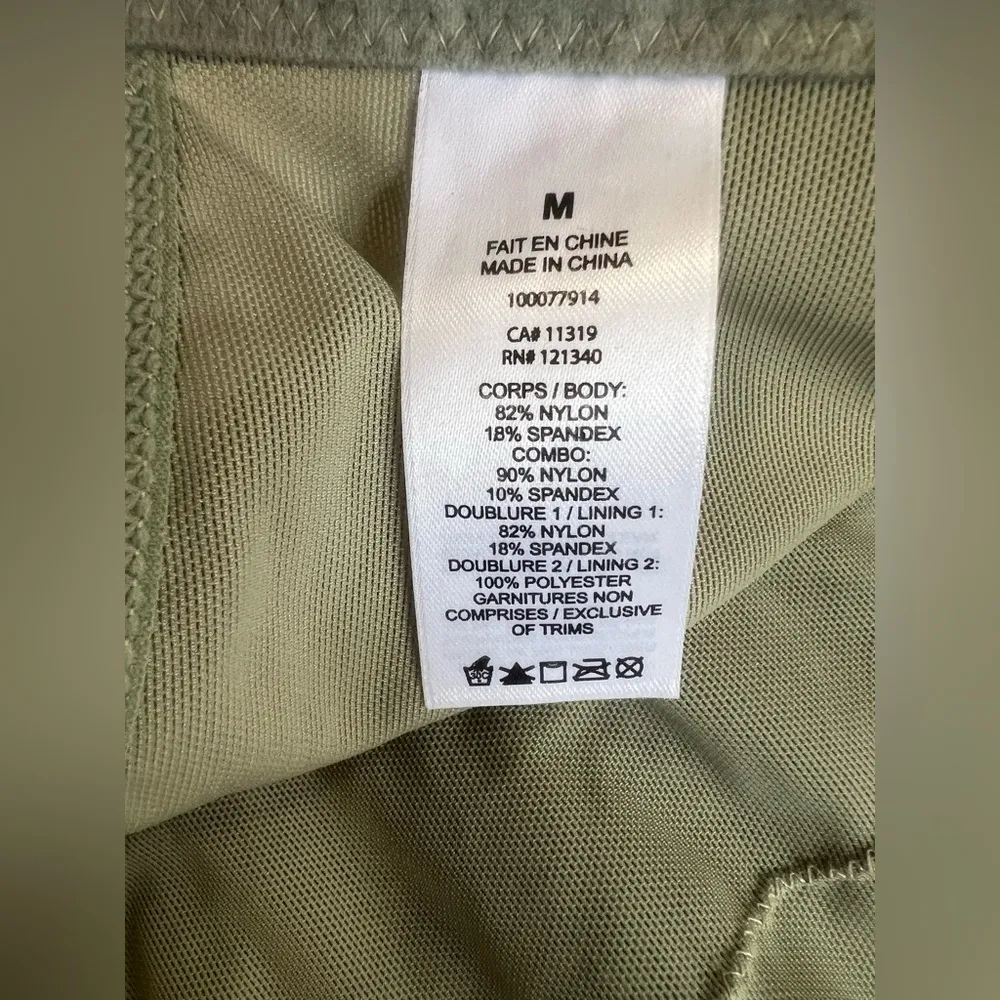 M
FAIT EN CHINE
MADE IN CHINA
100077914
CA# 11319
RN# 121340
CORPS / BODY:
82% NYLON
18% SPANDEX
COMBO:
90% NYLON
10% SPANDEX
DOUBLURE 1 / LINING 1:
82% NYLON
18% SPANDEX
DOUBLURE 2 / LINING 2:
100% POLYESTER
GARNITURES NON
COMPRISES / EXCLUSIVE
OF TRIMS
30C